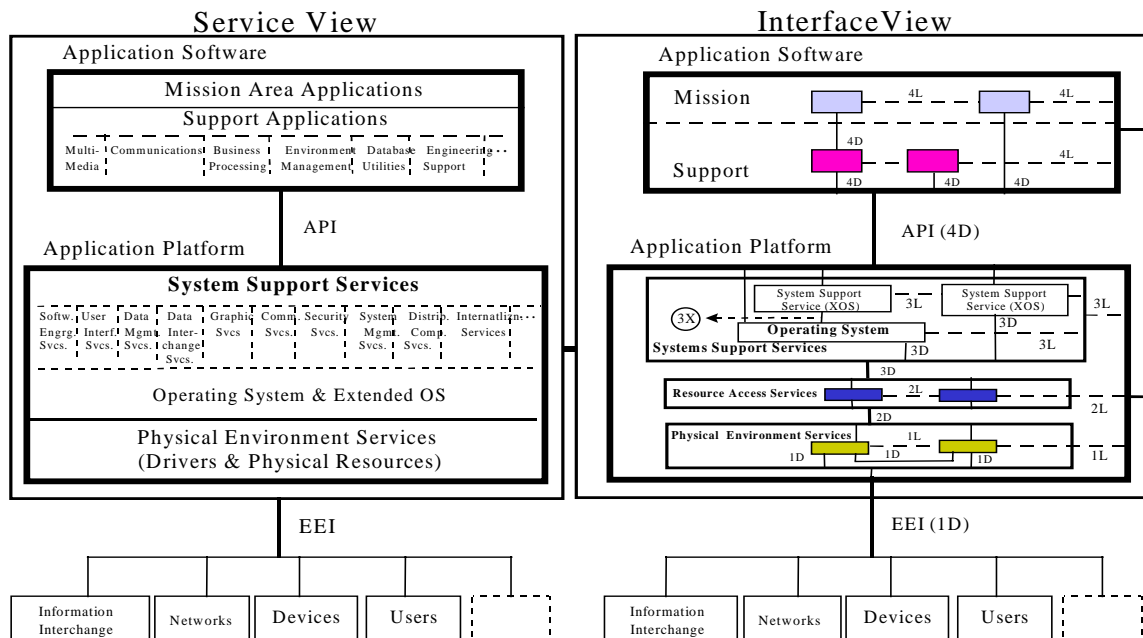 Service View
Application Software
Mission Area Applications
Support Applications
Multi- Communications Business Environment Database Engineering...
Media Processing Management Utilities Support
API
Application Platform
System Support Services
Softw. User Data Data Graphic Comm. Security System Distrib. Internatlizn...
Engrg. Interf. Mgmt. Inter- Svcs Svcs. Svcs. Mgmt. Comp. Services
Svcs. Svcs. Svcs. change Svcs. Svcs.
Svcs.
Operating System & Extended OS
Physical Environment Services
(Drivers & Physical Resources)
EEI
Information
Interchange
Networks
Devices
Users
InterfaceView
Application Software
Mission
4L
4L
4D
Support
4L
4D
4D
4D
API (4D)
Application Platform
System Support
Service (XOS)
3L
System Support
Service (XOS)
3L
3X
3D
Operating System
3L
Systems Support Services
3D
3D
Resource Access Services
2L
2L
2D
Physical Environment Services
1L
1D
1D
1D
1L
EEI (1D)
Information
Interchange
Networks
Devices
Users